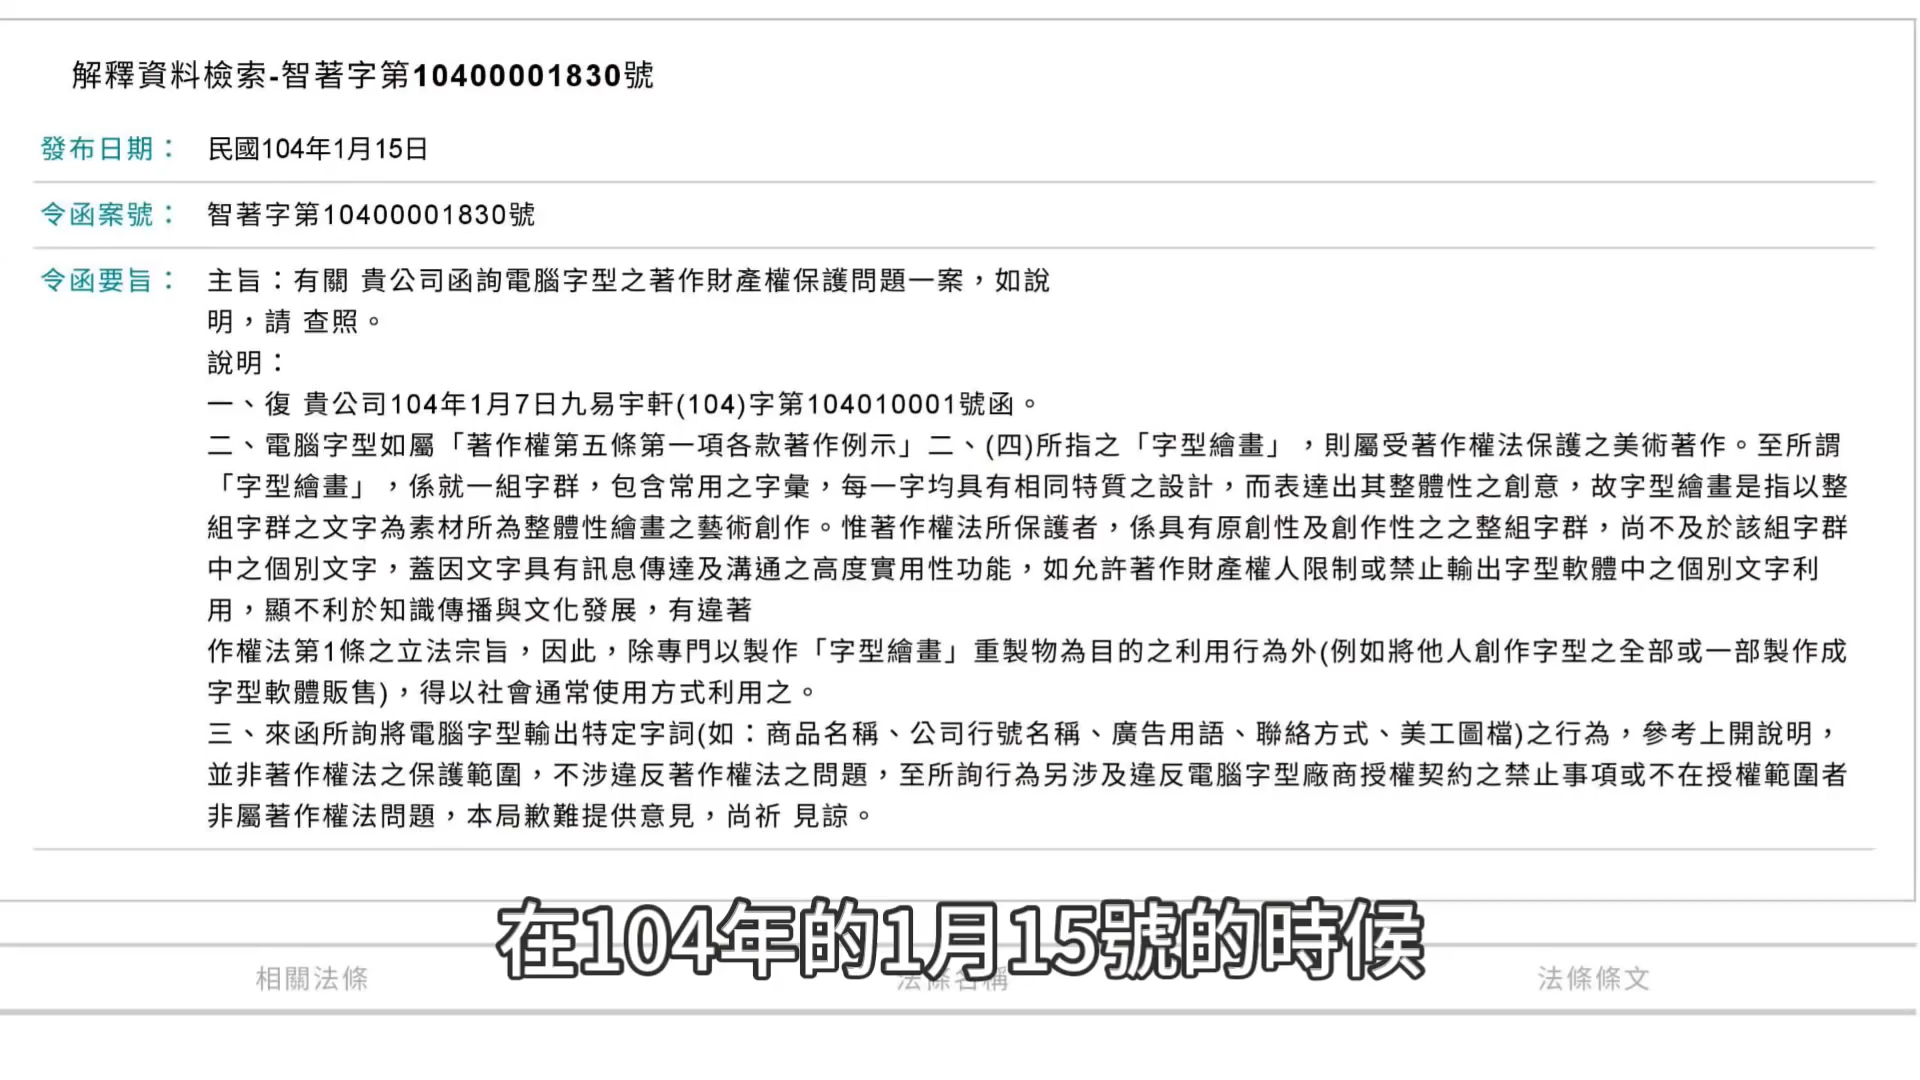 解釋資料檢索-智著字第10400001830號
發布日期： 民國104年1月15日
令函案號： 智著字第10400001830號
令函要旨： 主旨：有關 貴公司函詢電腦字型之著作財產權保護問題一案，如說
明，請 查照。
說明：
一、復 貴公司104年1月7日九易宇軒(104)字第104010001號函。
二、電腦字型如屬「著作權第五條第一項各款著作例示」二、(四)所指之「字型繪畫」，則屬受著作權法保護之美術著作。至所謂
「字型繪畫」，係就一組字群，包含常用之字彙，每一字均具有相同特質之設計，而表達出其整體性之創意，故字型繪畫是指以整
組字群之文字為素材所為整體性繪畫之藝術創作。惟著作權法所保護者，係具有原創性及創作性之之整組字群，尚不及於該組字群
中之個別文字，蓋因文字具有訊息傳達及溝通之高度實用性功能，如允許著作財產權人限制或禁止輸出字型軟體中之個別文字利
用，顯不利於知識傳播與文化發展，有違著
作權法第1條之立法宗旨，因此，除專門以製作「字型繪畫」重製物為目的之利用行為外(例如將他人創作字型之全部或一部製作成
字型軟體販售)，得以社會通常使用方式利用之。
三、來函所詢將電腦字型輸出特定字詞(如：商品名稱、公司行號名稱、廣告用語、聯絡方式、美工圖檔)之行為，參考上開說明，
並非著作權法之保護範圍，不涉違反著作權法之問題，至所詢行為另涉及違反電腦字型廠商授權契約之禁止事項或不在授權範圍者
非屬著作權法問題，本局歉難提供意見，尚祈 見諒。
在104年的1月15號的時候
相關法條 法條名稱 法條條文